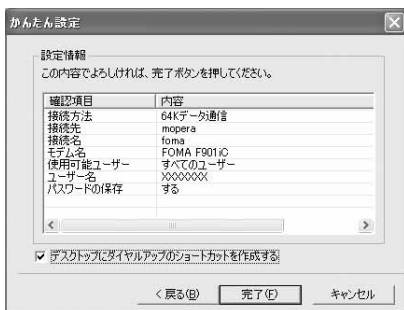 かんたん設定
設定情報
この内容でよろしければ、完了ボタンを押してください。
確認項目 内容
接続方法 64Kデータ通信
接続先 mopera
接続名 foma
モデム名 FOMA F901iC
使用可能ユーザー すべてのユーザー
ユーザー名 XXXXXXX
パスワードの保存 する
デスクトップにダイヤルアップのショートカットを作成する
< 戻る(B) 完了(F) キャンセル